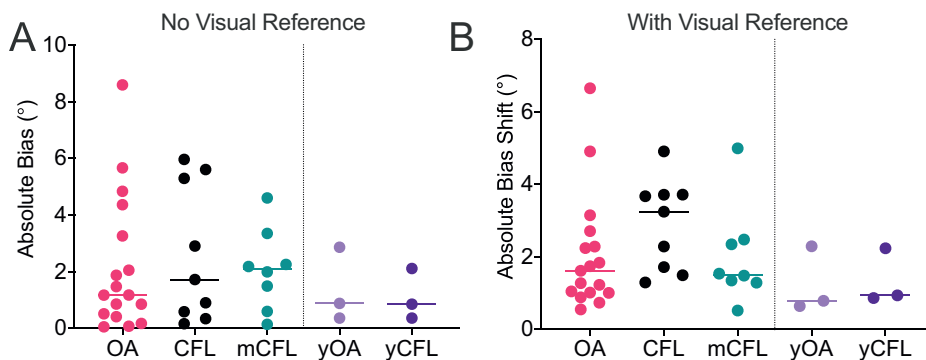 A
No Visual Reference
Absolute Bias (°)
10
8
6
4
2
0
OA CFL mCFL yOA yCFL
B
With Visual Reference
Absolute Bias Shift (°)
8
6
4
2
0
OA CFL mCFL yOA yCFL